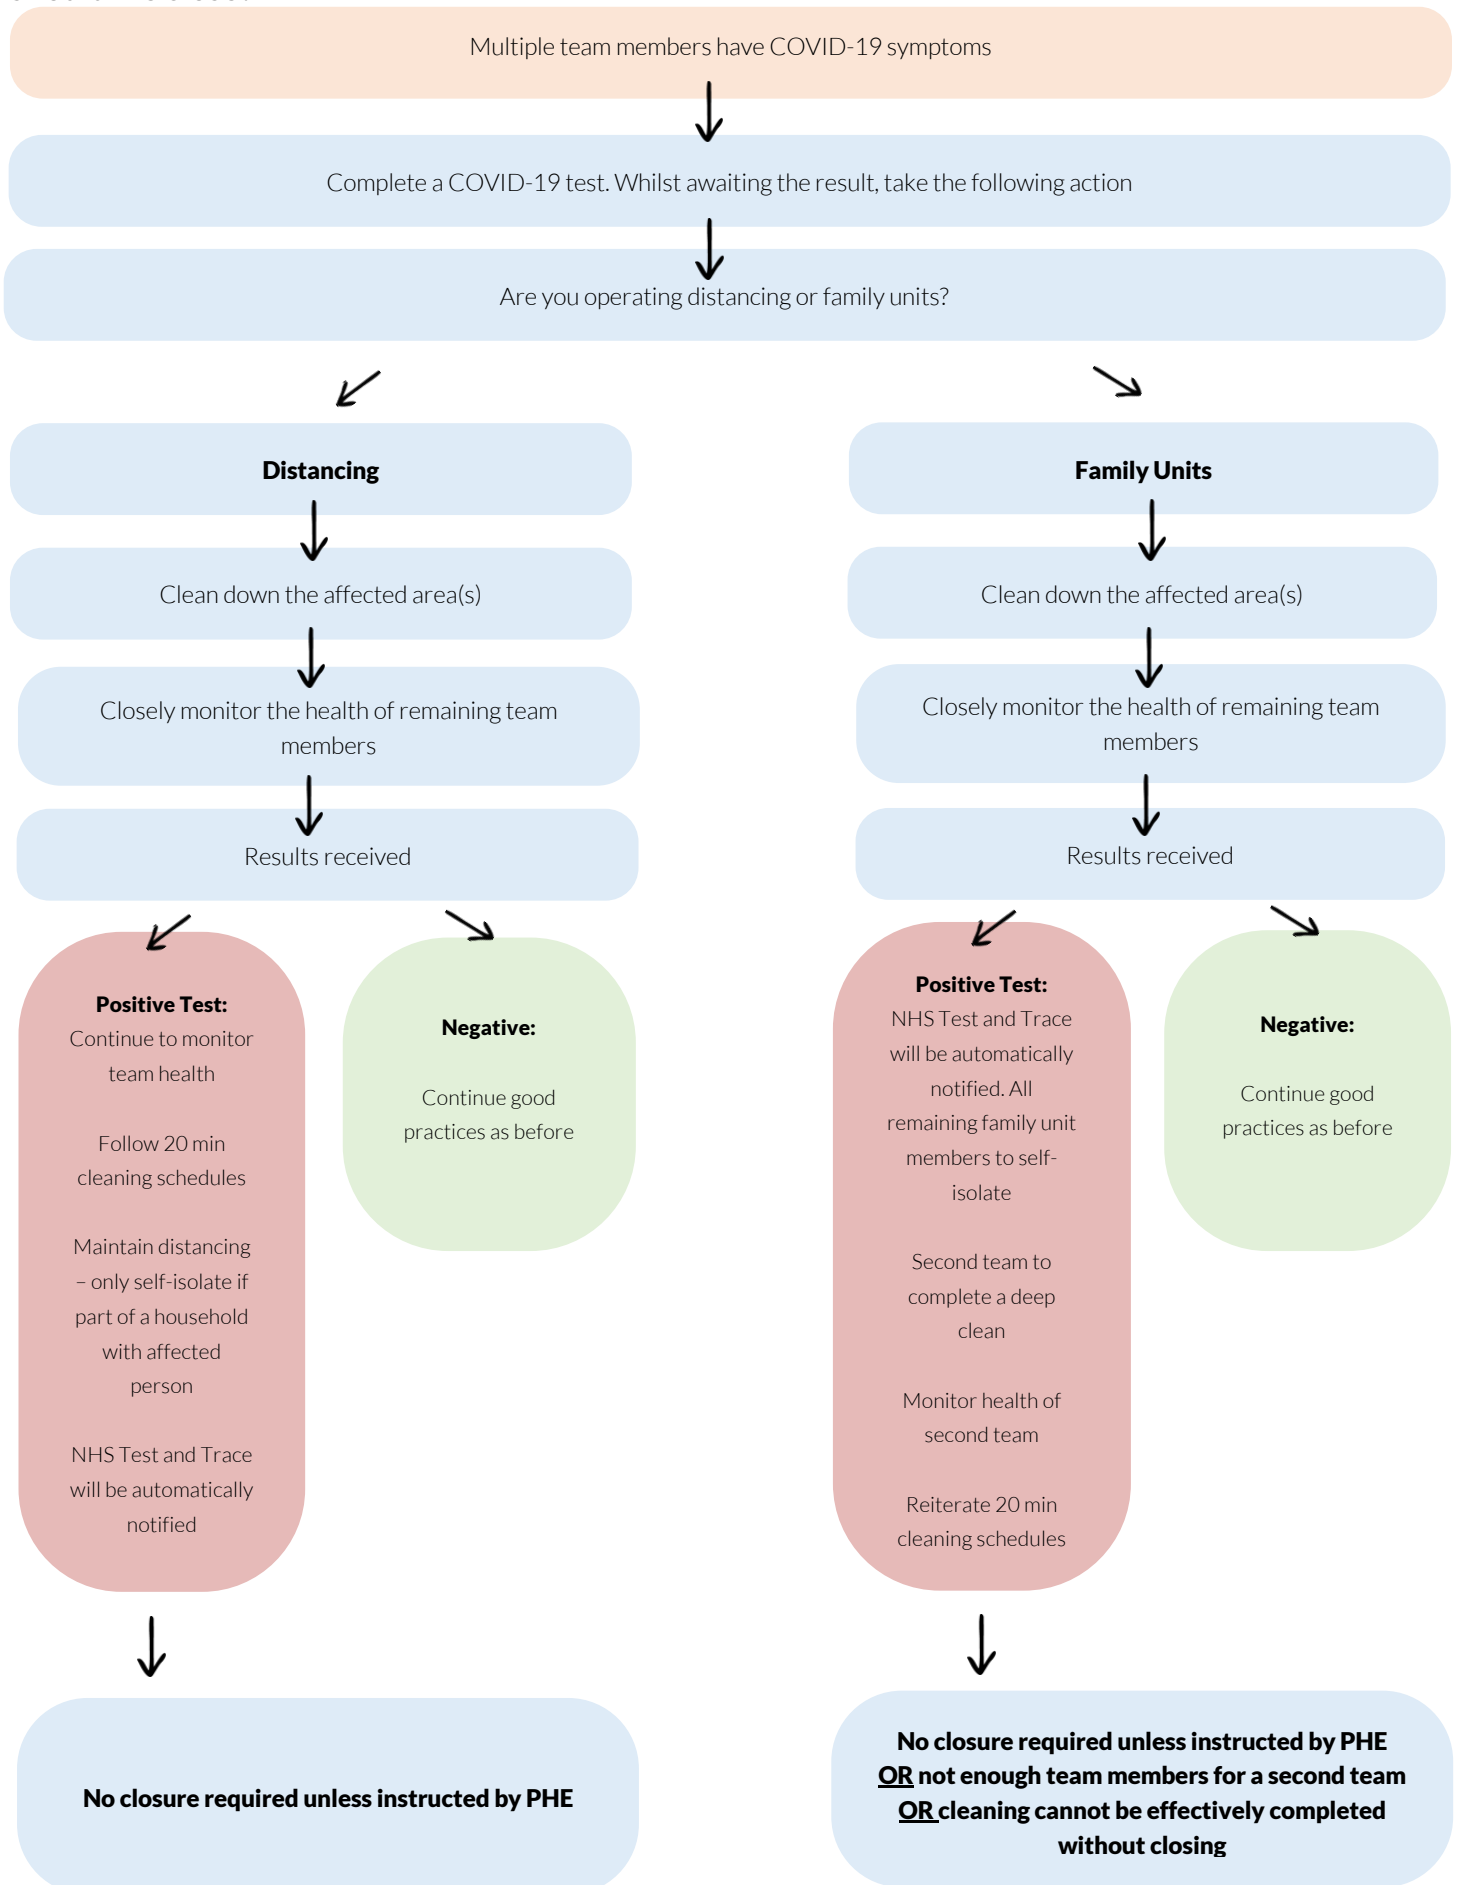 Multiple team members have COVID-19 symptoms
Complete a COVID-19 test. Whilst awaiting the result, take the following action
Are you operating distancing or family units?
Distancing
Clean down the affected area(s)
Closely monitor the health of remaining team
members
Results received
Positive Test:
Continue to monitor
team health
Follow 20 min
cleaning schedules
Maintain distancing
– only self-isolate if
part of a household
with affected
person
NHS Test and Trace
will be automatically
notified
Negative:
Continue good
practices as before
No closure required unless instructed by PHE
Family Units
Clean down the affected area(s)
Closely monitor the health of remaining team
members
Results received
Positive Test:
NHS Test and Trace
will be automatically
notified. All
remaining family unit
members to self-
isolate
Second team to
complete a deep
clean
Monitor health of
second team
Reiterate 20 min
cleaning schedules
Negative:
Continue good
practices as before
No closure required unless instructed by PHE
OR not enough team members for a second team
OR cleaning cannot be effectively completed
without closing